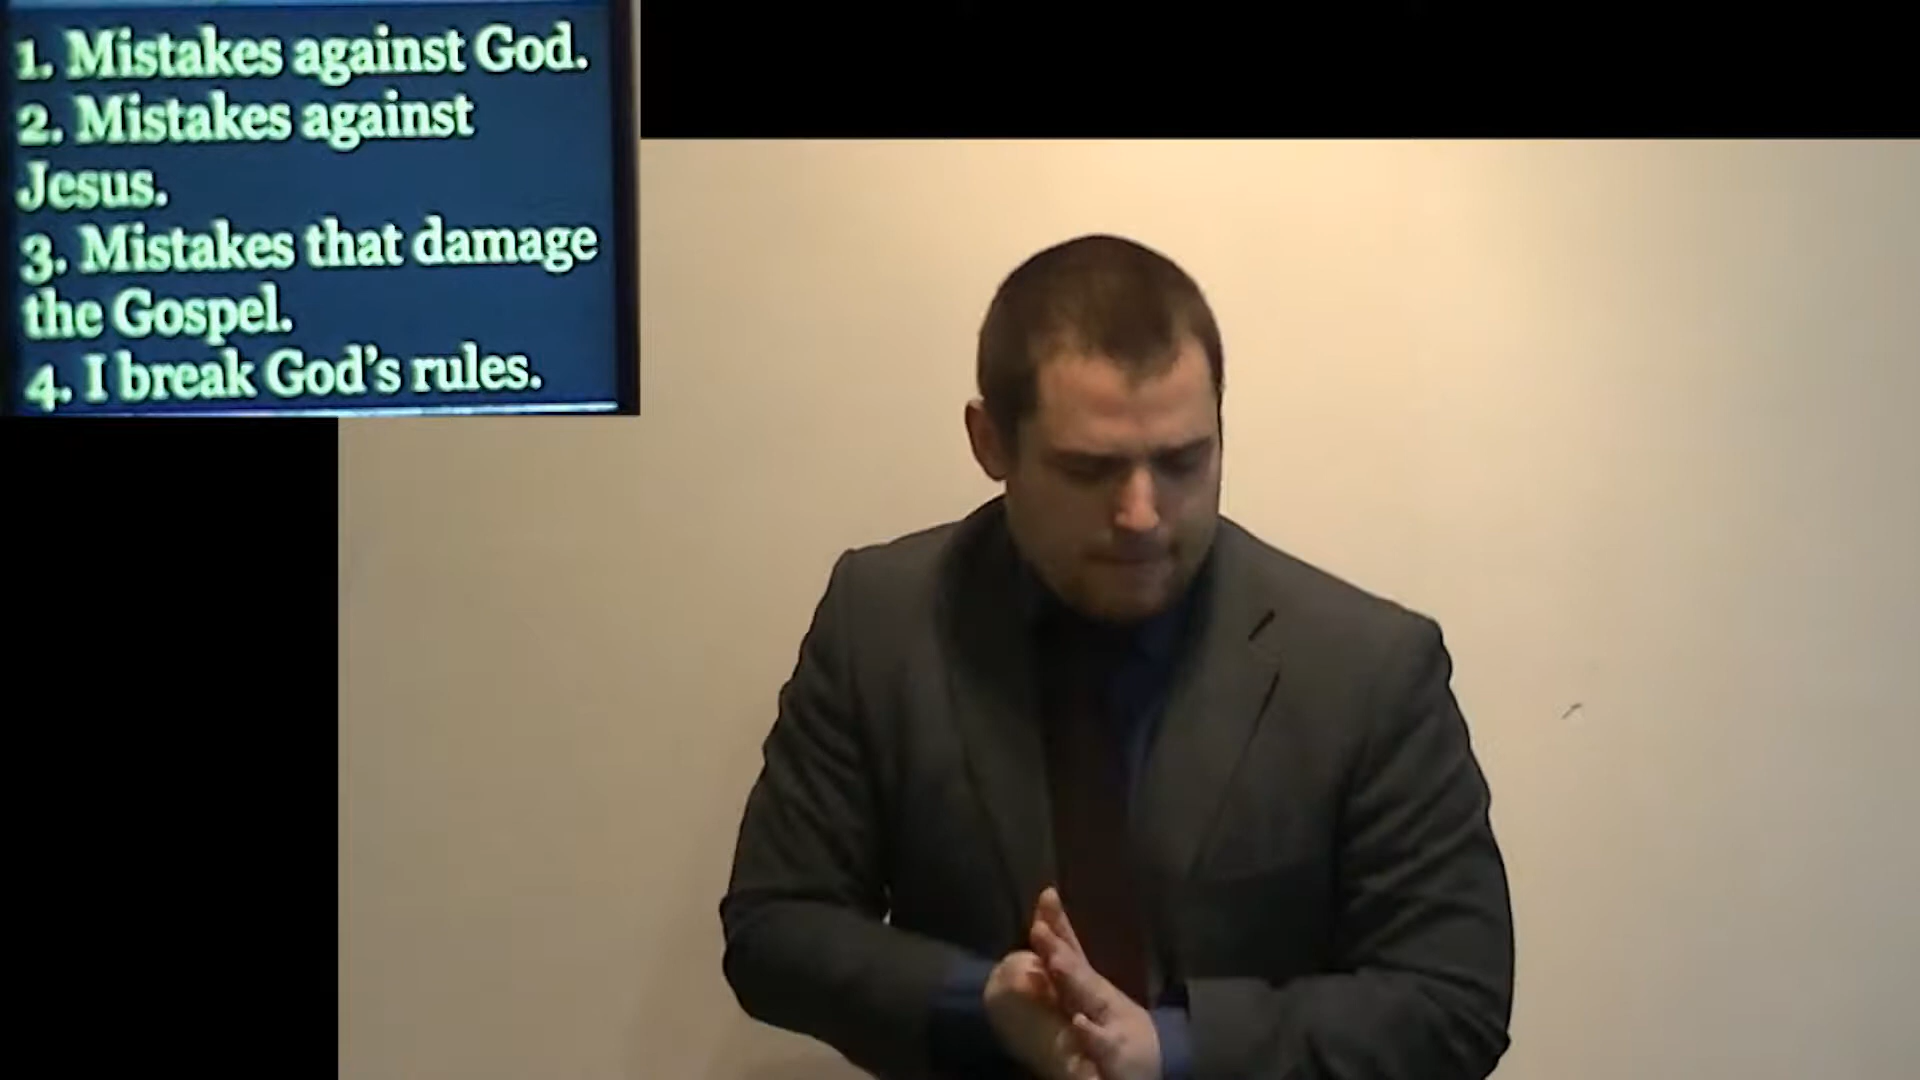 1. Mistakes against God.
2. Mistakes against
Jesus.
3. Mistakes that damage
the Gospel.
4. I break God's rules.